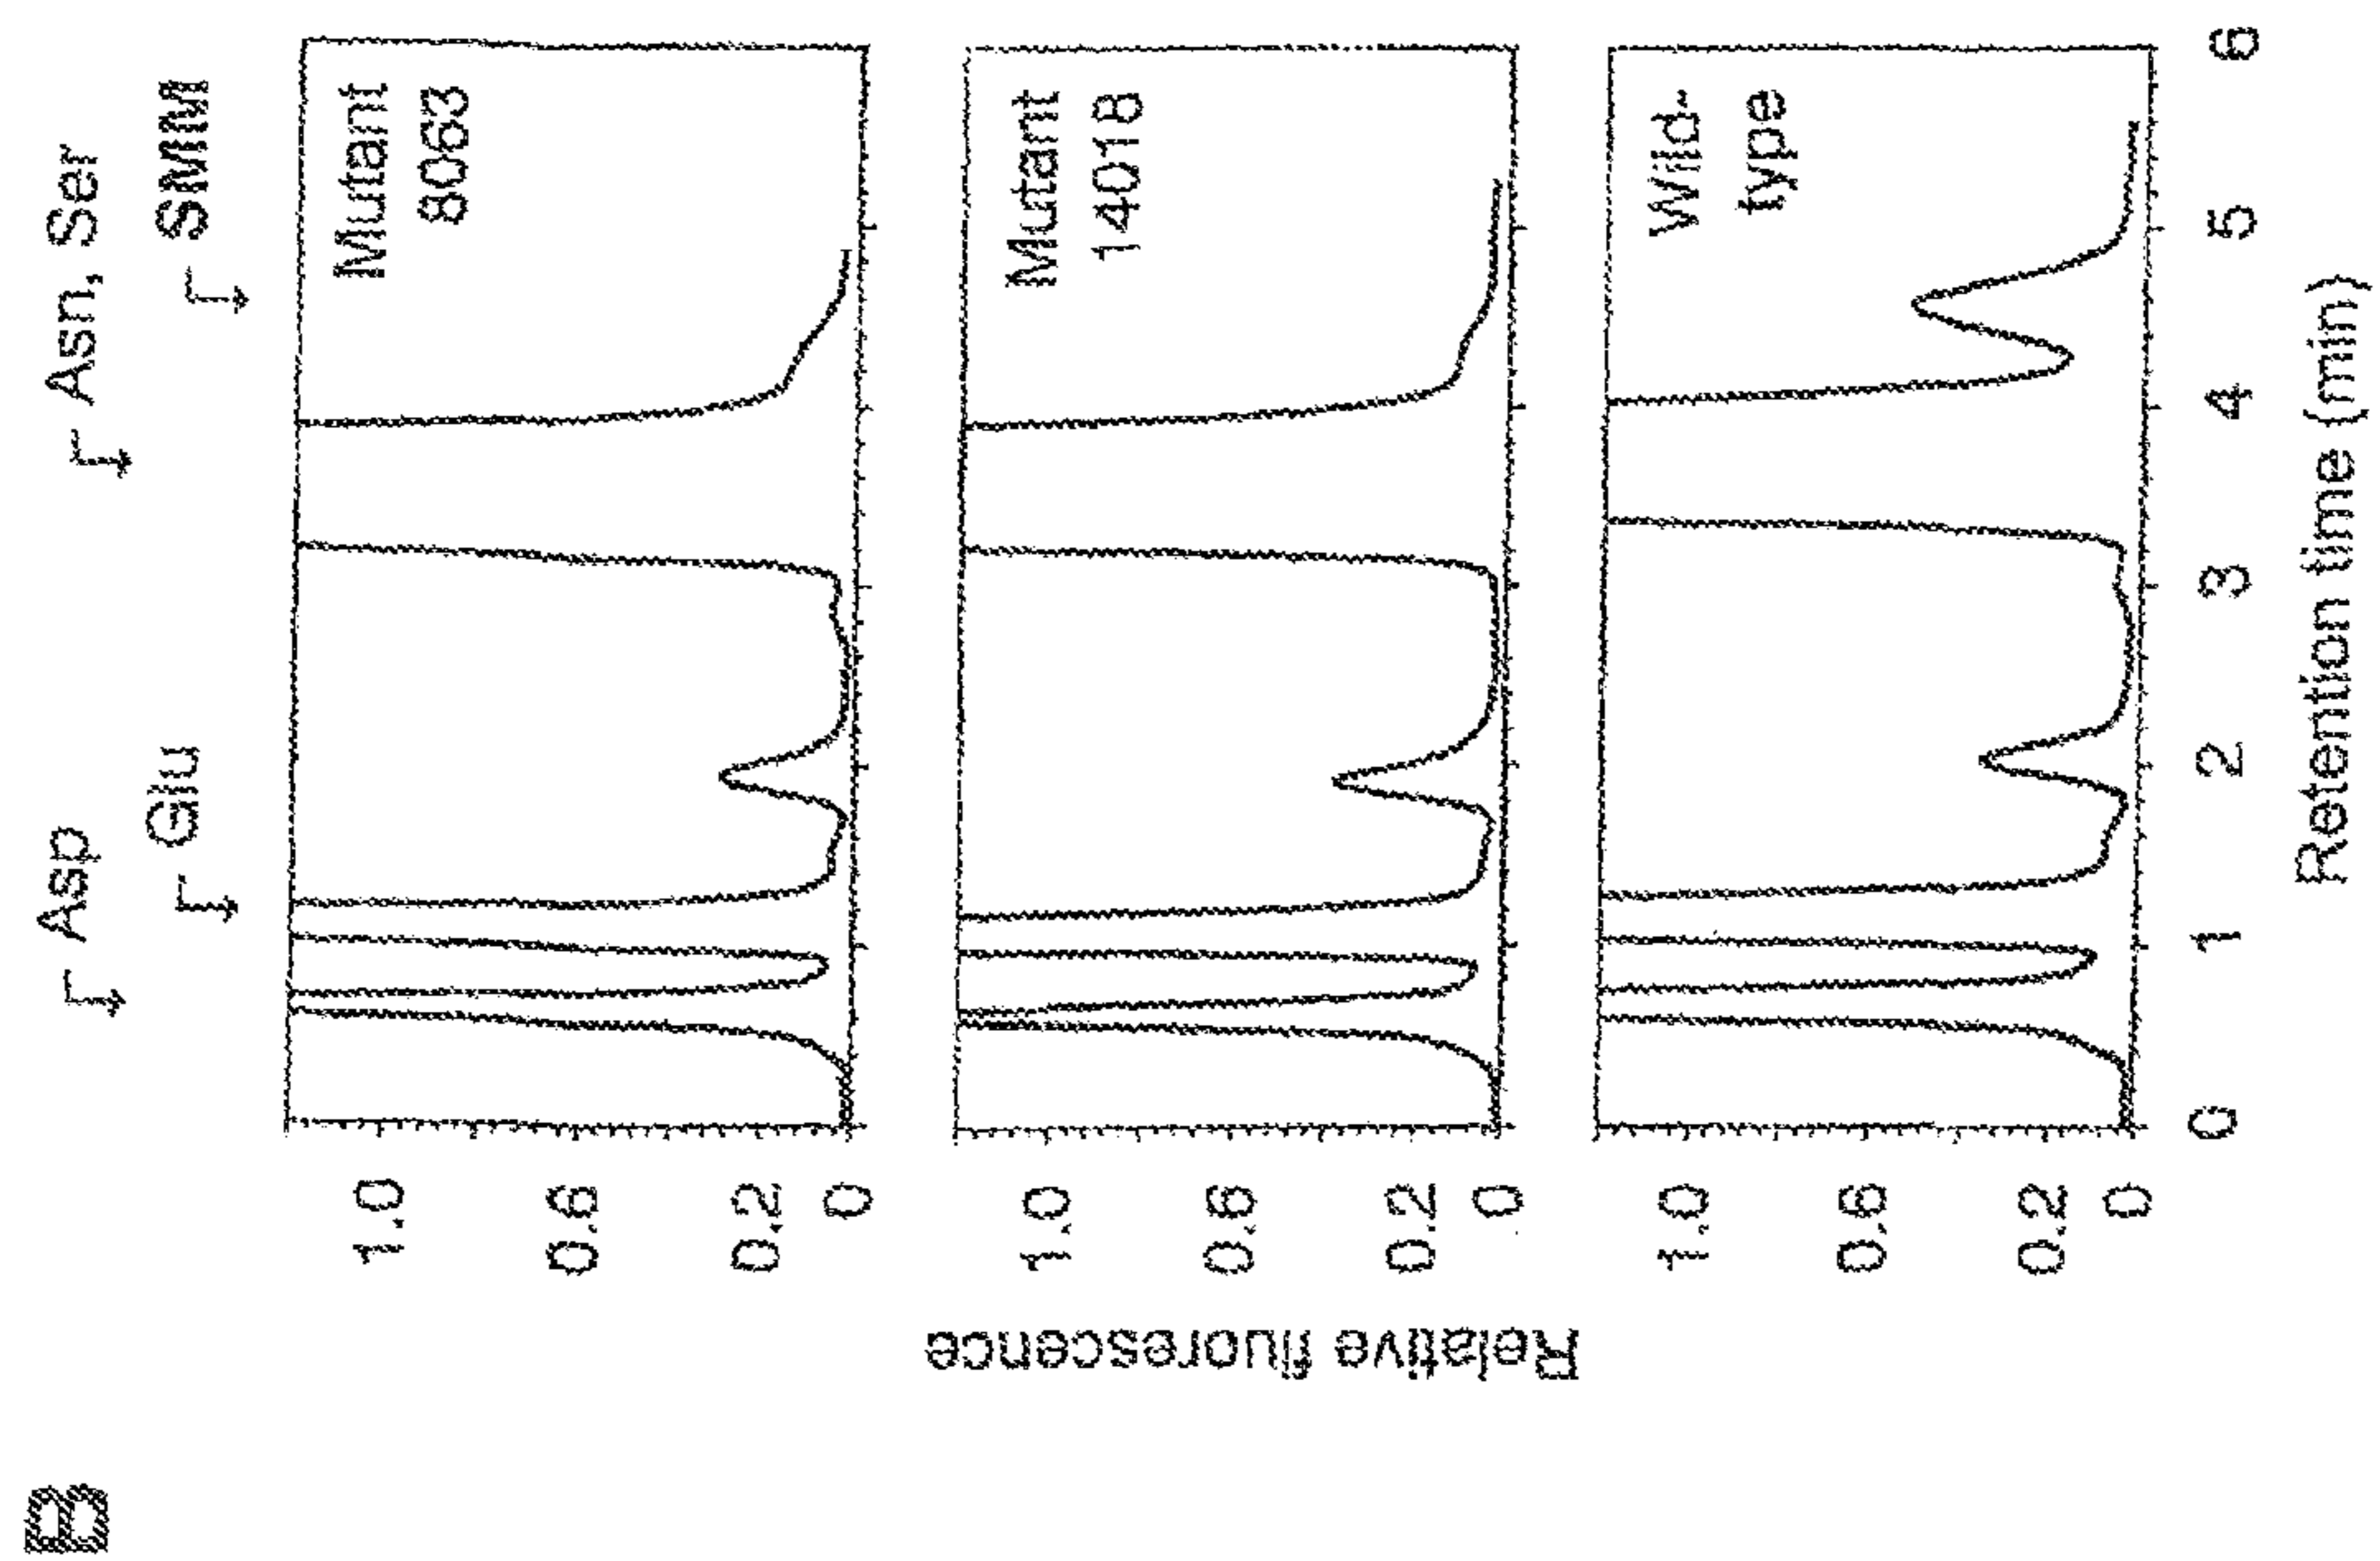 B
Asp
Glu
Asn, Ser
SMM
Relative fluorescence
1.0
0.6
0.2
0
Mutant
8063
1.0
0.6
0.2
0
Mutant
14018
1.0
0.6
0.2
0
Wild-
type
0 1 2 3 4 5 6
Retention time (min)